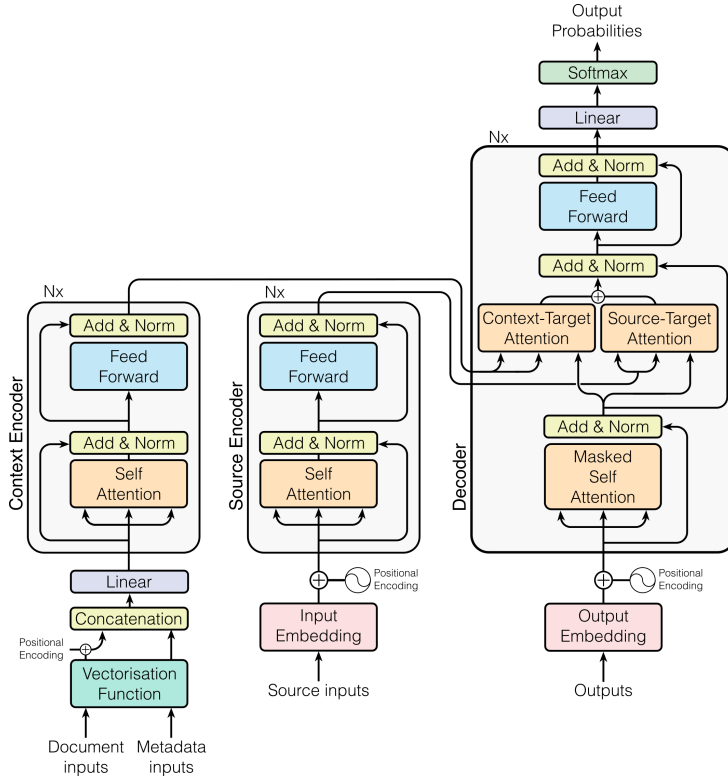 Output
Probabilities
Softmax
Linear
Nx
Add & Norm
Feed
Forward
Add & Norm
Context-Target
Attention
Source-Target
Attention
Add & Norm
Masked
Self
Attention
Decoder
Positional
Encoding
Output
Embedding
Outputs
Nx
Add & Norm
Feed
Forward
Add & Norm
Self
Attention
Source Encoder
Positional
Encoding
Input
Embedding
Source inputs
Nx
Add & Norm
Feed
Forward
Add & Norm
Self
Attention
Context Encoder
Linear
Concatenation
Positional
Encoding
Vectorisation
Function
Document
inputs
Metadata
inputs